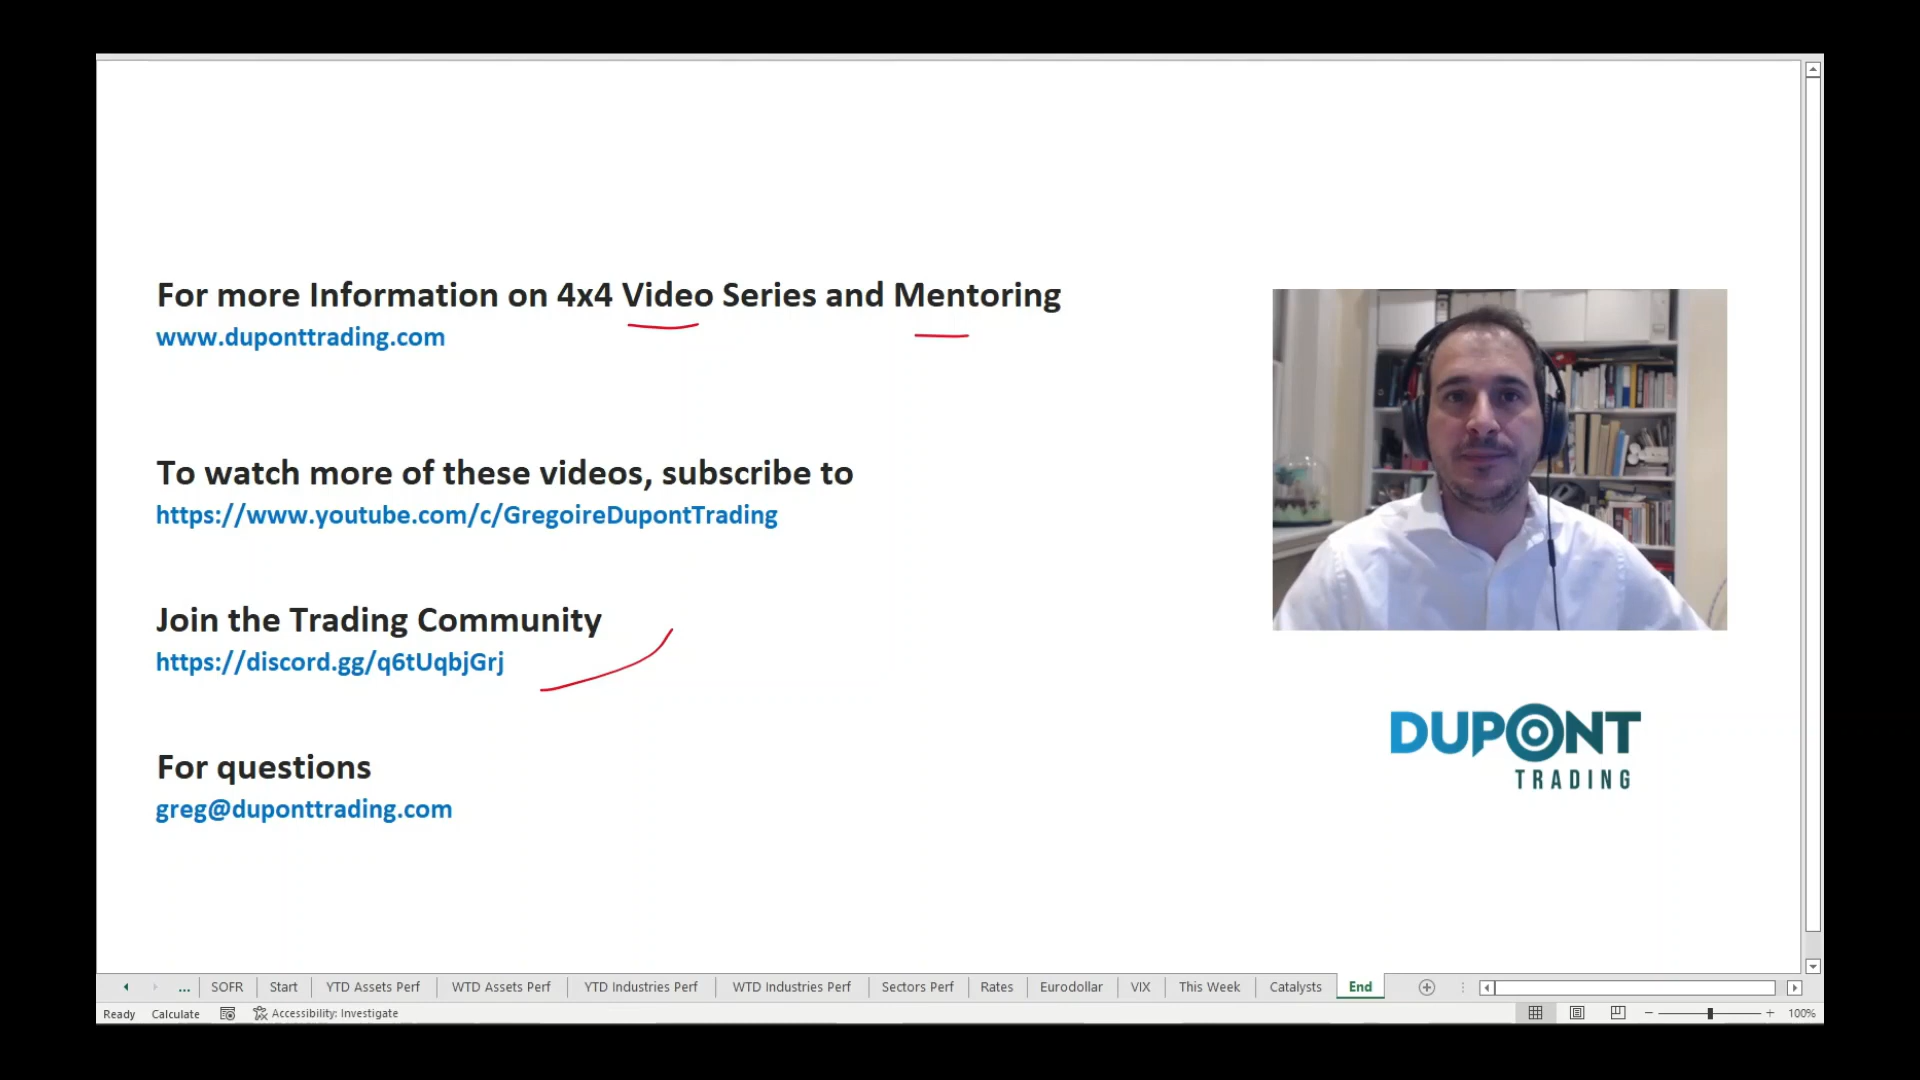 For more Information on 4x4 Video Series and Mentoring
www.duponttrading.com
To watch more of these videos, subscribe to
https://www.youtube.com/c/GregoireDupontTrading
Join the Trading Community
https://discord.gg/q6tUqbjGrj
For questions
greg@duponttrading.com
DUPONT
TRADING
... SOFR Start YTD Assets Perf WTD Assets Perf YTD Industries Perf WTD Industries Perf Sectors Perf Rates Eurodollar VIX This Week Catalysts End
Ready Calculate Accessibility: Investigate 100%